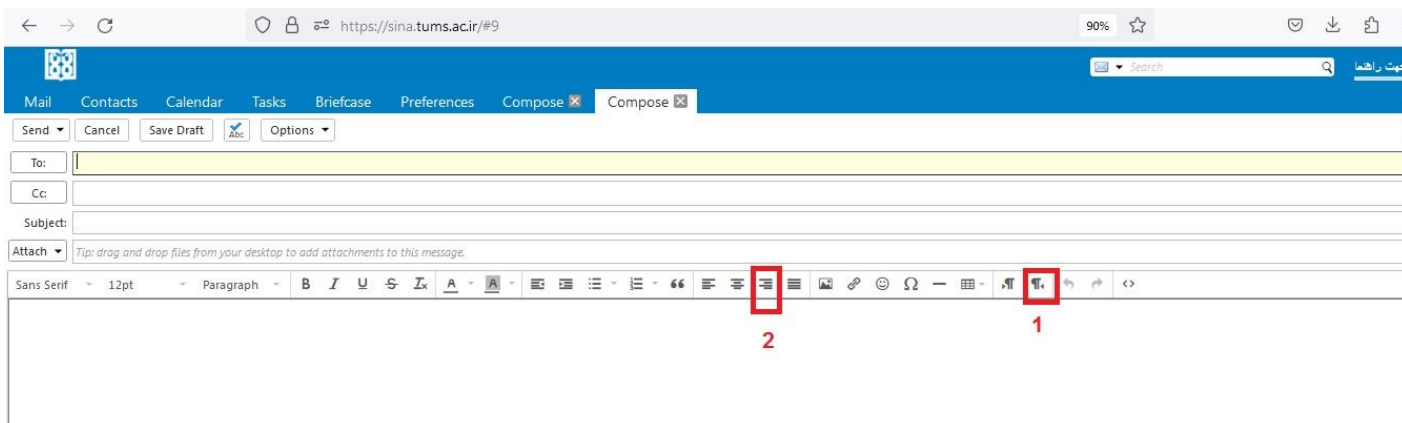 https://sina.tums.ac.ir/#9 90%
Search جهت راهنما
Mail Contacts Calendar Tasks Briefcase Preferences Compose Compose
Send Cancel Save Draft Abc Options
To:
Cc:
Subject:
Attach Tip: drag and drop files from your desktop to add attachments to this message.
Sans Serif 12pt Paragraph B I U S Ix A A “ Ω ¶ ¶ <>
2 1